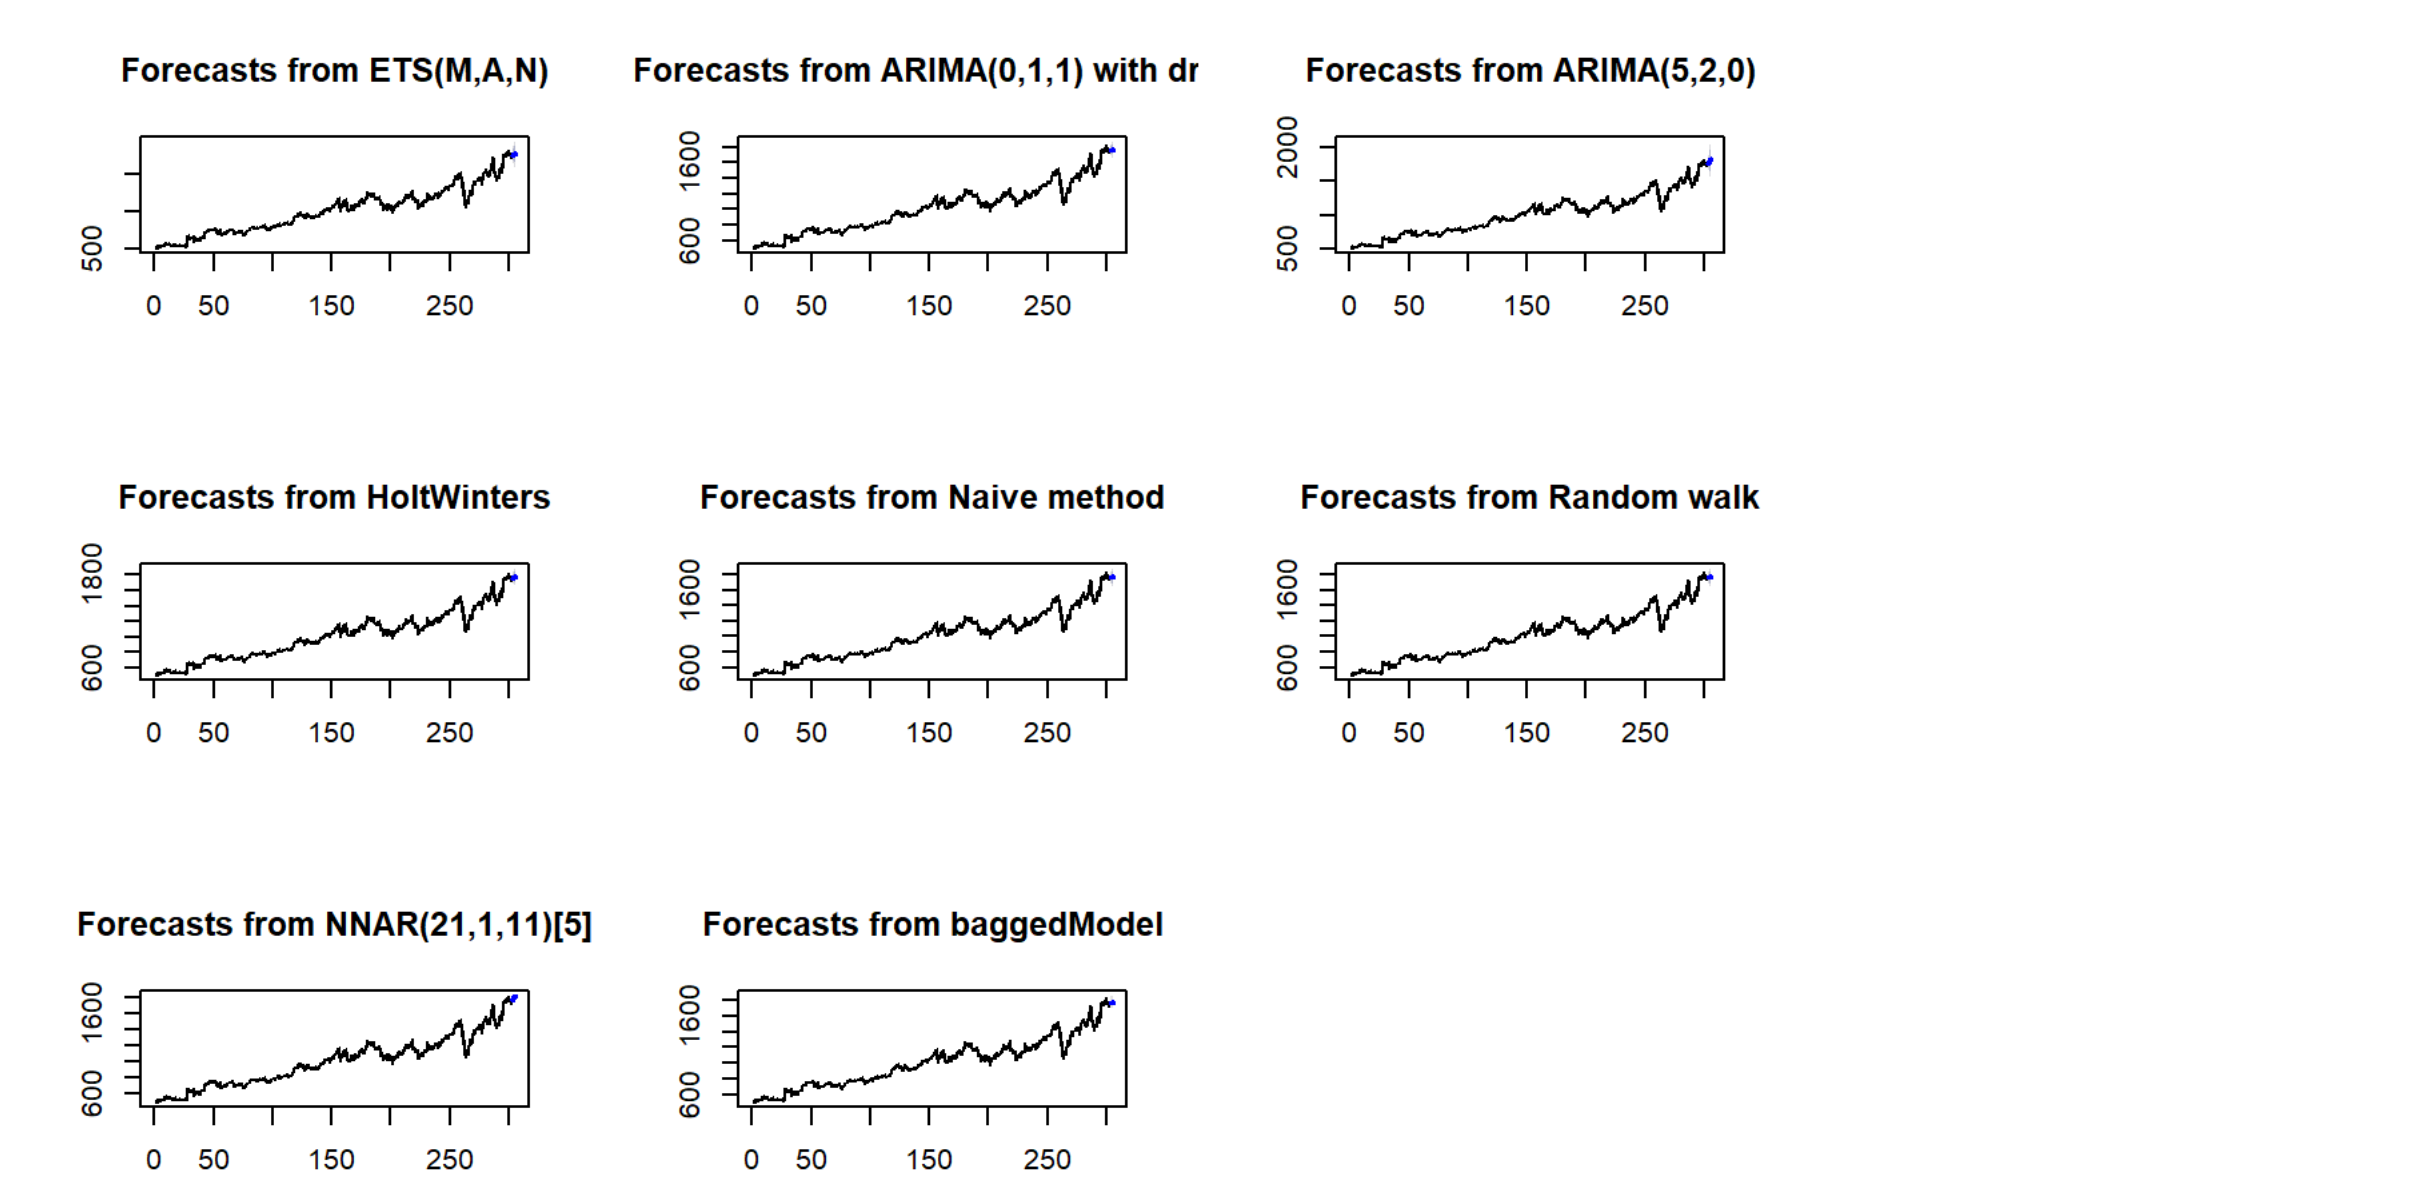 Forecasts from ETS(M,A,N)
500
0 50 150 250
Forecasts from ARIMA(0,1,1) with dr
600 1600
0 50 150 250
Forecasts from ARIMA(5,2,0)
500 2000
0 50 150 250
Forecasts from HoltWinters
600 1800
0 50 150 250
Forecasts from Naive method
600 1600
0 50 150 250
Forecasts from Random walk
600 1600
0 50 150 250
Forecasts from NNAR(21,1,11)[5]
600 1600
0 50 150 250
Forecasts from baggedModel
600 1600
0 50 150 250